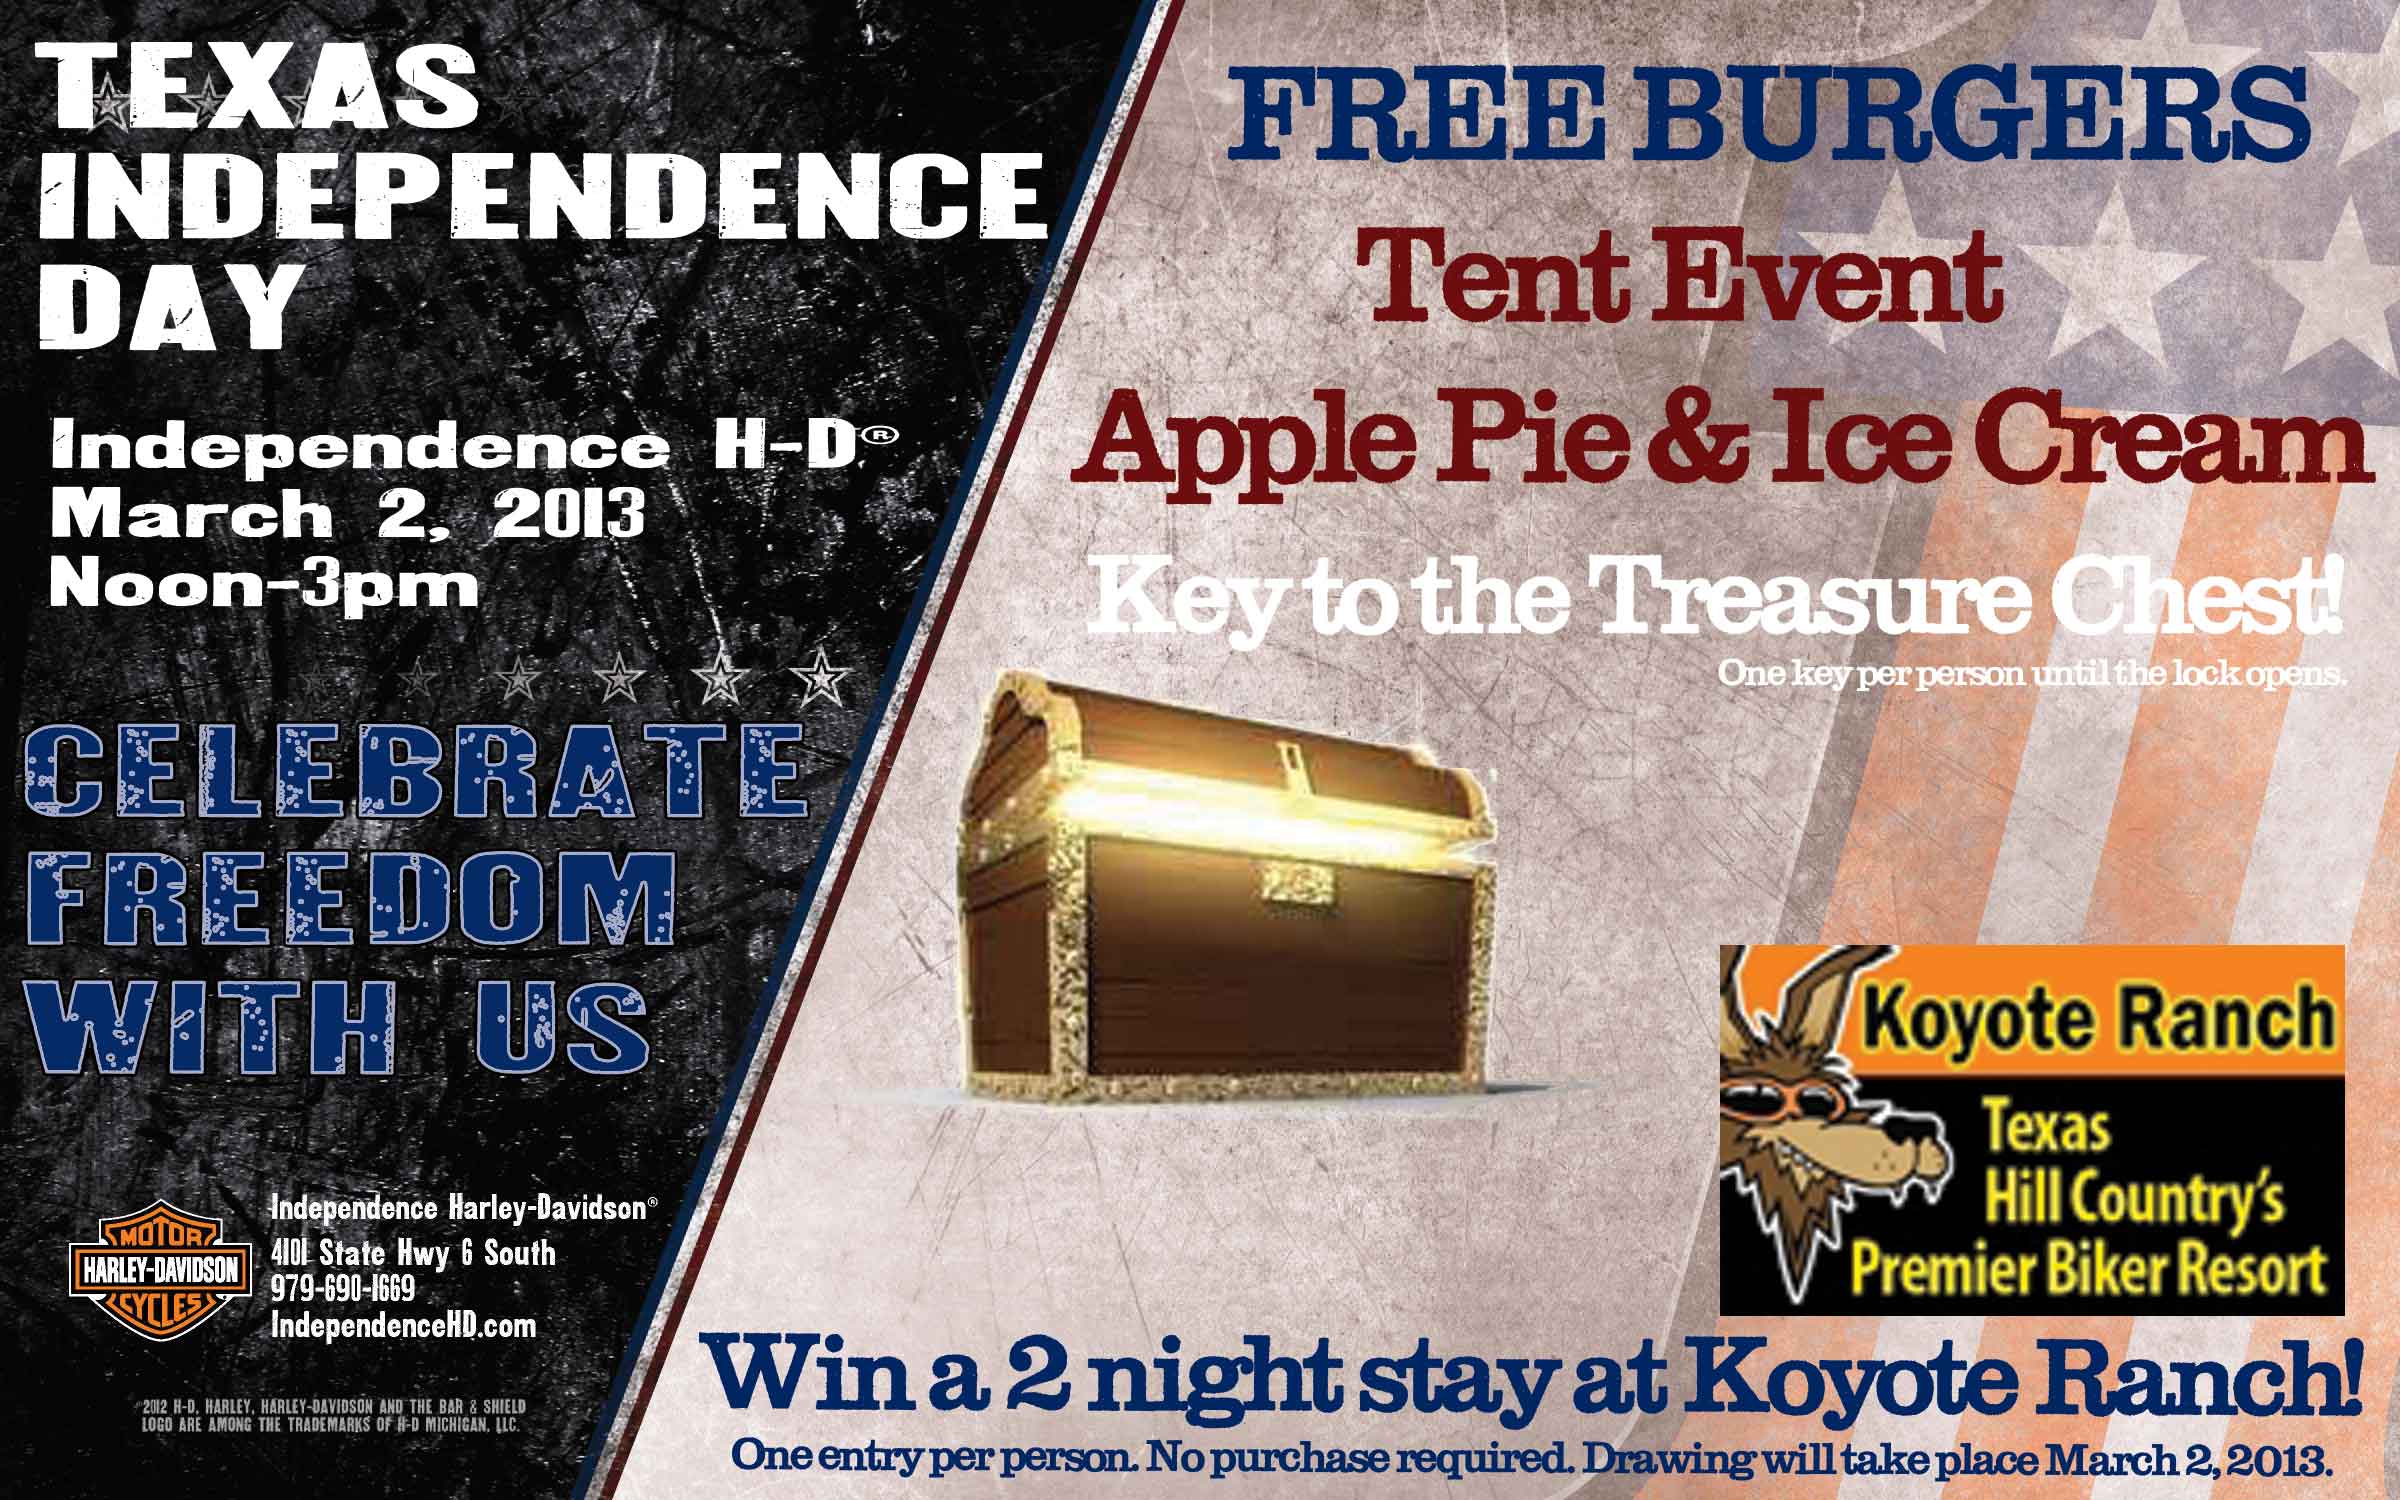 TEXAS
INDEPENDENCE
DAY
Independence H-D®
March 2, 2013
Noon-3pm
CELEBRATE
FREEDOM
WITH US
MOTOR
HARLEY-DAVIDSON
CYCLES
Independence Harley-Davidson®
4101 State Hwy 6 South
979-690-1669
IndependenceHD.com
2012 H-D, HARLEY, HARLEY-DAVIDSON AND THE BAR & SHIELD
LOGO ARE AMONG THE TRADEMARKS OF H-D MICHIGAN, LLC.
FREE BURGERS
Tent Event
Apple Pie & Ice Cream
Key to the Treasure Chest!
One key per person until the lock opens.
Koyote Ranch
Texas
Hill Country's
Premier Biker Resort
Win a 2 night stay at Koyote Ranch!
One entry per person. No purchase required. Drawing will take place March 2, 2013.